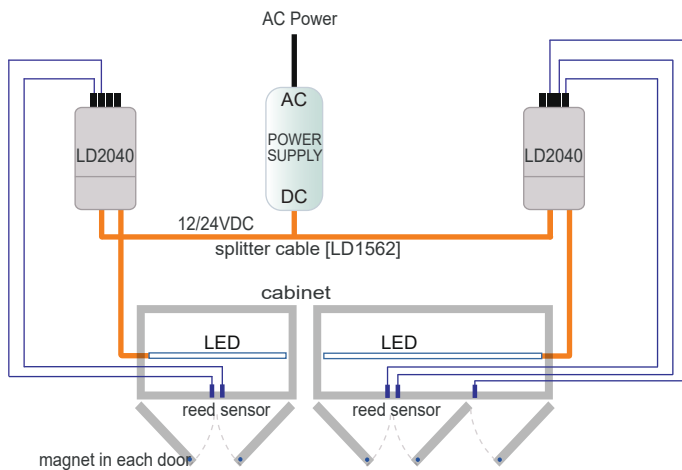 AC Power
AC
POWER
SUPPLY
DC
LD2040
LD2040
12/24VDC
splitter cable [LD1562]
cabinet
LED
LED
reed sensor
reed sensor
magnet in each door